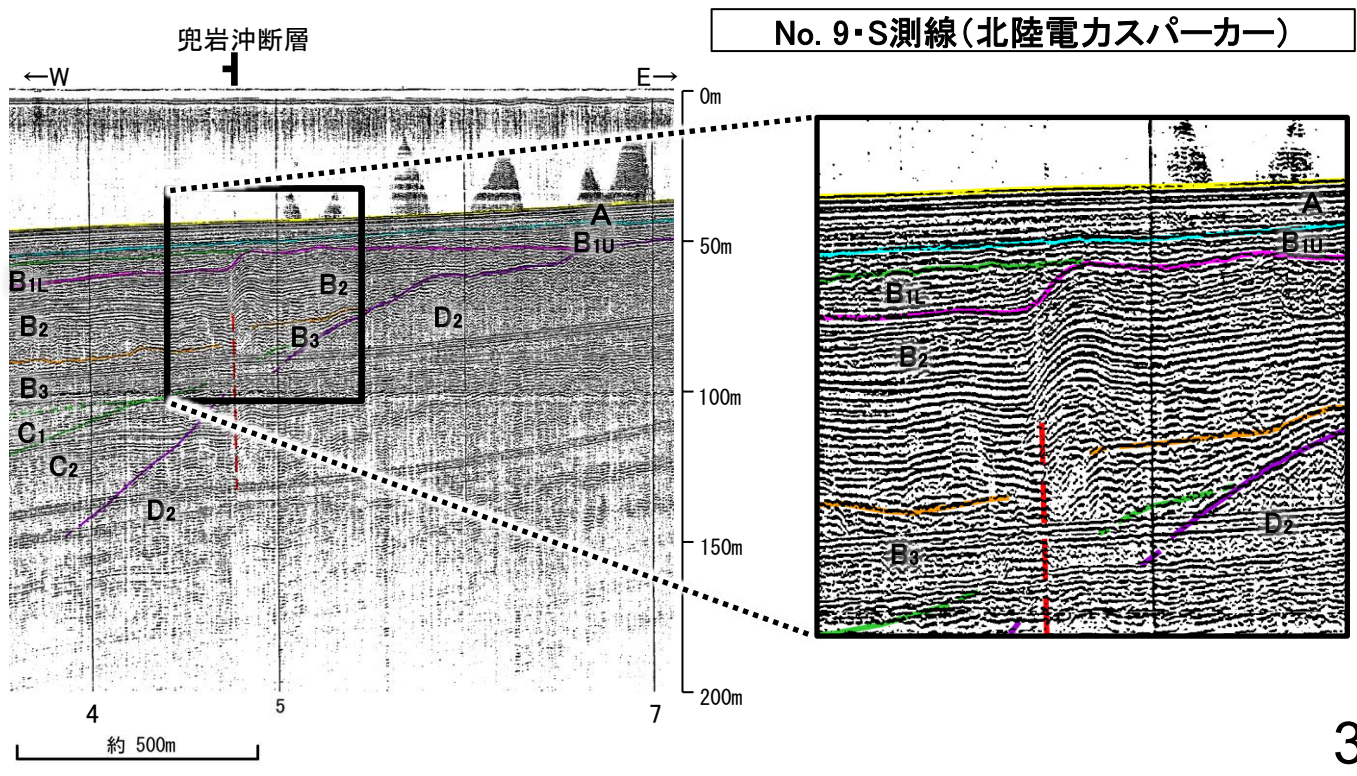 No. 9・S測線(北陸電力スパーカー)
兜岩沖断層
←W
E→
0m
50m
100m
150m
200m
A
B1U
B1L
B2
B2
B3
B3
C1
C2
D2
D2
4
5
7
約 500m
A
B1U
B1L
B2
B3
D2
3